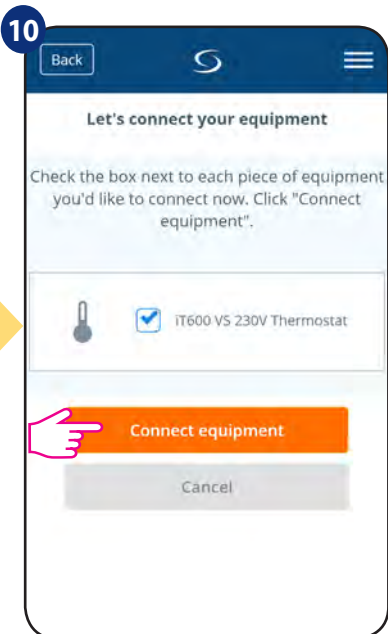 10
Back
Let's connect your equipment
Check the box next to each piece of equipment
you'd like to connect now. Click "Connect
equipment".
iT600 VS 230V Thermostat
Connect equipment
Cancel